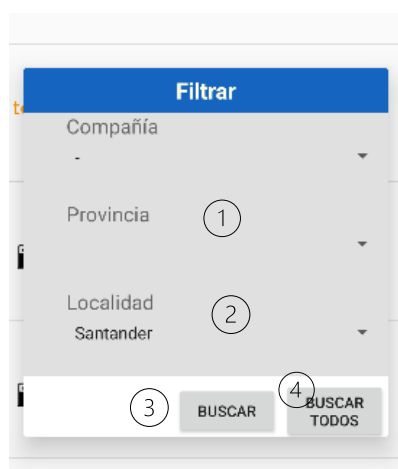 Filtrar
Compañía
-
Provincia
1
Localidad
2
Santander
3
BUSCAR
4
BUSCAR
TODOS